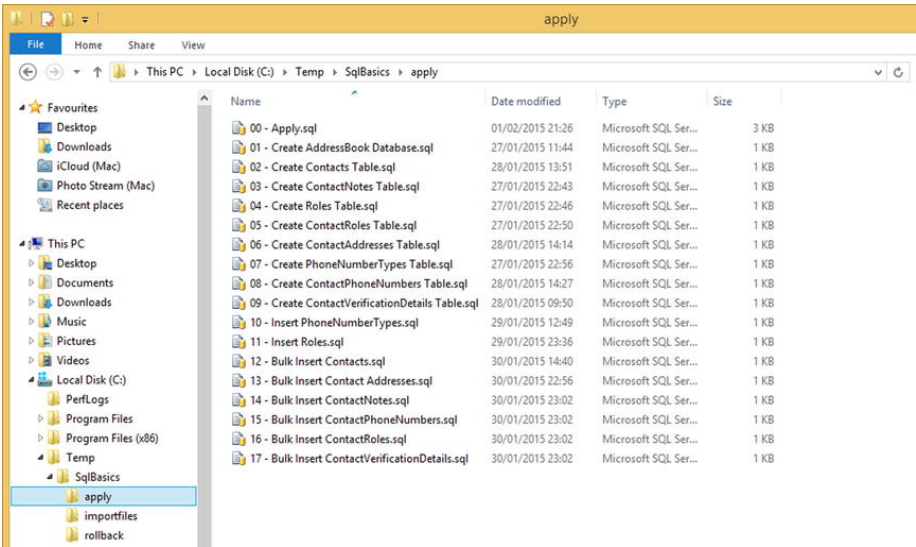 apply
File Home Share View
This PC Local Disk (C:) Temp SqlBasics apply
Name Date modified Type Size
Favourites
Desktop
Downloads
iCloud (Mac)
Photo Stream (Mac)
Recent places
This PC
Desktop
Documents
Downloads
Music
Pictures
Videos
Local Disk (C:)
PerfLogs
Program Files
Program Files (x86)
Temp
SqlBasics
apply
importfiles
rollback
00 - Apply.sql 01/02/2015 21:26 Microsoft SQL Ser... 3 KB
01 - Create AddressBook Database.sql 27/01/2015 11:44 Microsoft SQL Ser... 1 KB
02 - Create Contacts Table.sql 28/01/2015 13:51 Microsoft SQL Ser... 1 KB
03 - Create ContactNotes Table.sql 27/01/2015 22:43 Microsoft SQL Ser... 1 KB
04 - Create Roles Table.sql 27/01/2015 22:46 Microsoft SQL Ser... 1 KB
05 - Create ContactRoles Table.sql 27/01/2015 22:50 Microsoft SQL Ser... 1 KB
06 - Create ContactAddresses Table.sql 28/01/2015 14:14 Microsoft SQL Ser... 1 KB
07 - Create PhoneNumberTypes Table.sql 27/01/2015 22:56 Microsoft SQL Ser... 1 KB
08 - Create ContactPhoneNumbers Table.sql 28/01/2015 14:27 Microsoft SQL Ser... 1 KB
09 - Create ContactVerificationDetails Table.sql 28/01/2015 09:50 Microsoft SQL Ser... 1 KB
10 - Insert PhoneNumberTypes.sql 29/01/2015 12:49 Microsoft SQL Ser... 1 KB
11 - Insert Roles.sql 29/01/2015 23:36 Microsoft SQL Ser... 1 KB
12 - Bulk Insert Contacts.sql 30/01/2015 14:40 Microsoft SQL Ser... 1 KB
13 - Bulk Insert Contact Addresses.sql 30/01/2015 22:56 Microsoft SQL Ser... 1 KB
14 - Bulk Insert ContactNotes.sql 30/01/2015 23:02 Microsoft SQL Ser... 1 KB
15 - Bulk Insert ContactPhoneNumbers.sql 30/01/2015 23:02 Microsoft SQL Ser... 1 KB
16 - Bulk Insert ContactRoles.sql 30/01/2015 23:02 Microsoft SQL Ser... 1 KB
17 - Bulk Insert ContactVerificationDetails.sql 30/01/2015 23:02 Microsoft SQL Ser... 1 KB